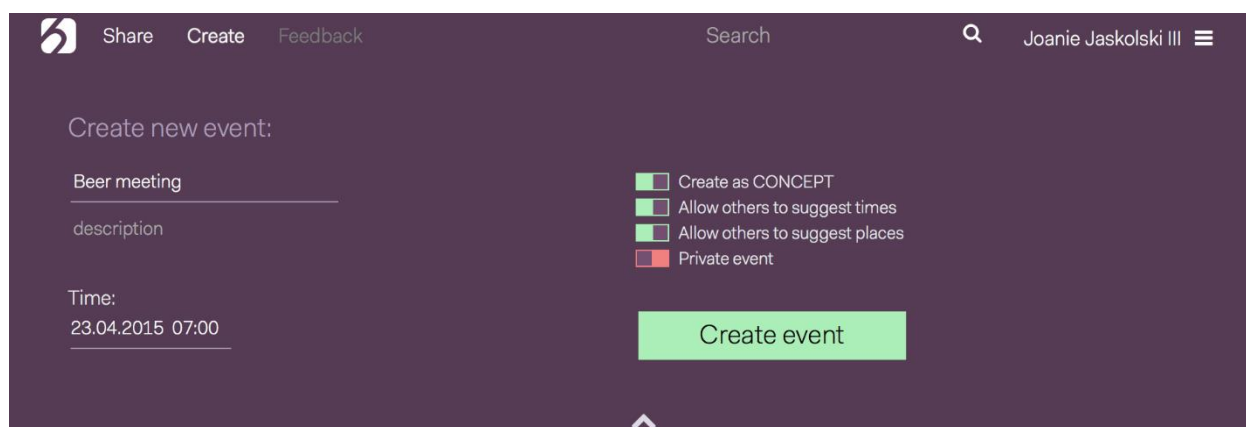 Share Create Feedback Search Joanie Jaskolski III
Create new event:
Beer meeting
description
Time:
23.04.2015 07:00
Create as CONCEPT
Allow others to suggest times
Allow others to suggest places
Private event
Create event